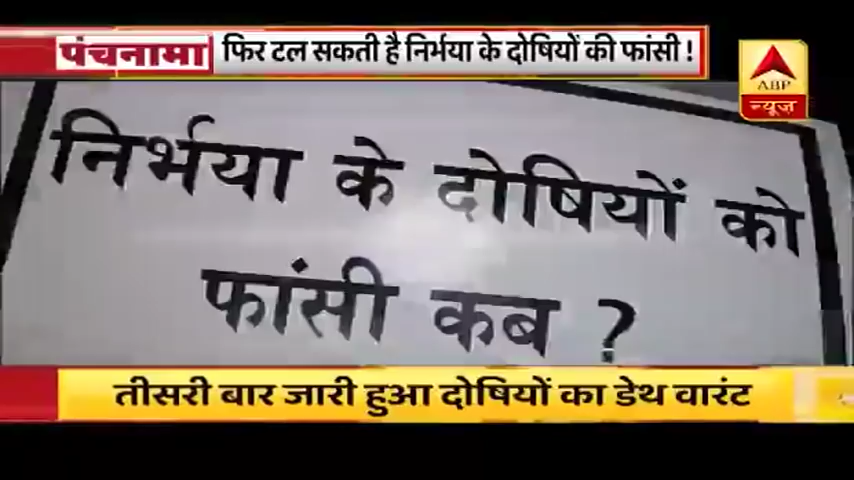 पंचनामा
फिर टल सकती है निर्भया के दोषियों की फांसी !
ABP
न्यूज़
निर्भया के दोषियों को
फांसी कब ?
तीसरी बार जारी हुआ दोषियों का डेथ वारंट